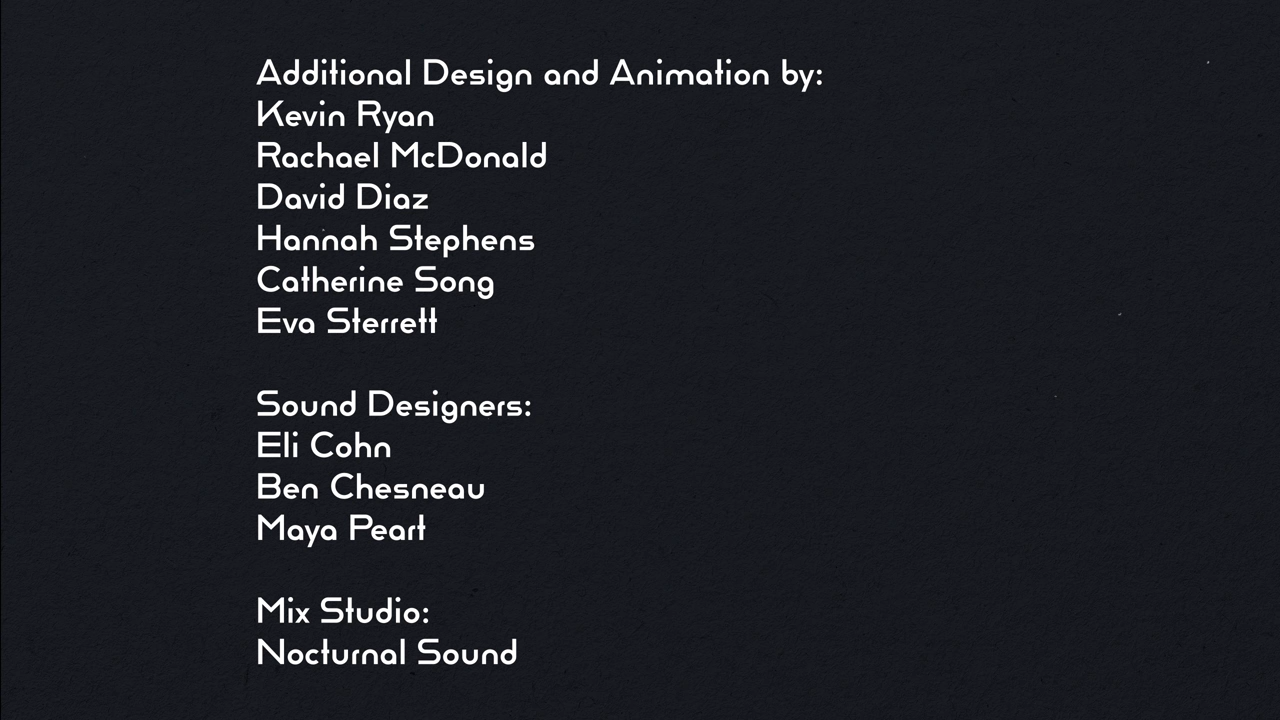 Additional Design and Animation by:
Kevin Ryan
Rachael McDonald
David Diaz
Hannah Stephens
Catherine Song
Eva Sterrett
Sound Designers:
Eli Cohn
Ben Chesneau
Maya Peart
Mix Studio:
Nocturnal Sound